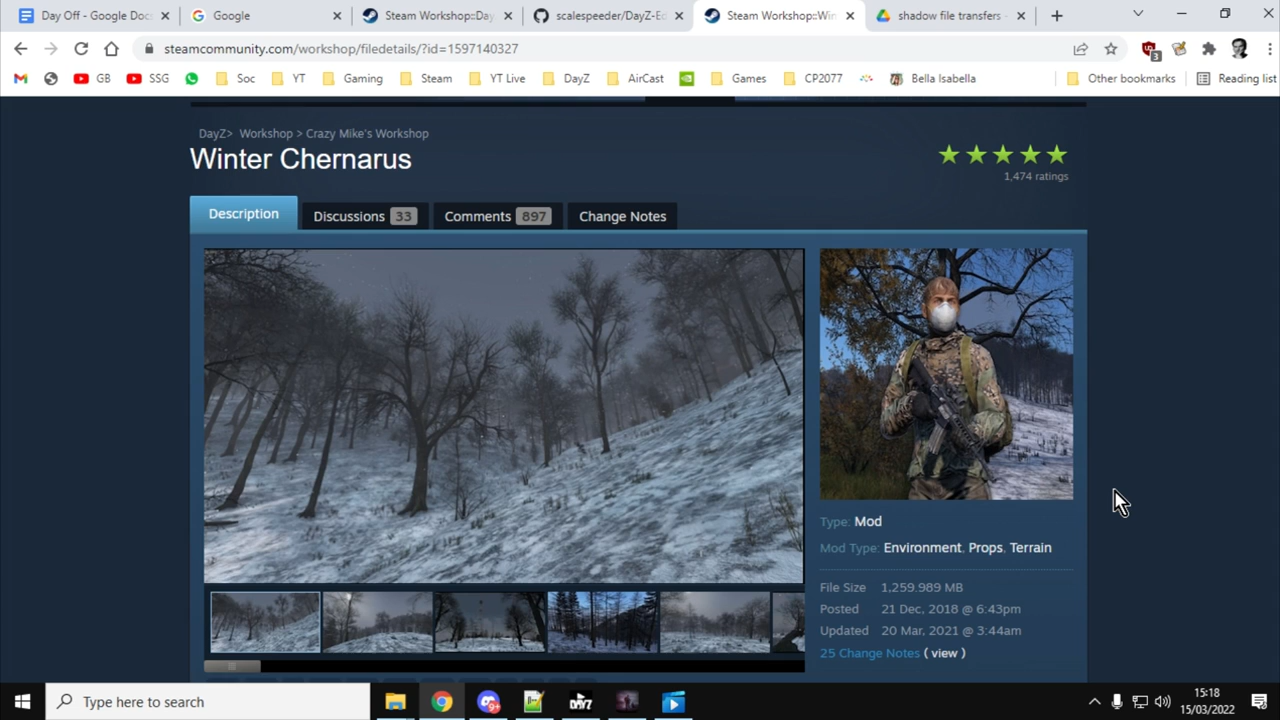 Day Off - Google Docs
Google
Steam Workshop::Day
scalespeeder/DayZ-Ed
Steam Workshop::Win
shadow file transfers -
steamcommunity.com/workshop/filedetails/?id=1597140327
3
GB
SSG
Soc
YT
Gaming
Steam
YT Live
DayZ
AirCast
Games
CP2077
Bella Isabella
Other bookmarks
Reading list
DayZ> Workshop > Crazy Mike's Workshop
Winter Chernarus
1,474 ratings
Description
Discussions 33
Comments 897
Change Notes
Type: Mod
Mod Type: Environment, Props, Terrain
File Size 1,259.989 MB
Posted 21 Dec, 2018 @ 6:43pm
Updated 20 Mar, 2021 @ 3:44am
25 Change Notes ( view )
Type here to search
DAYZ
15:18
15/03/2022